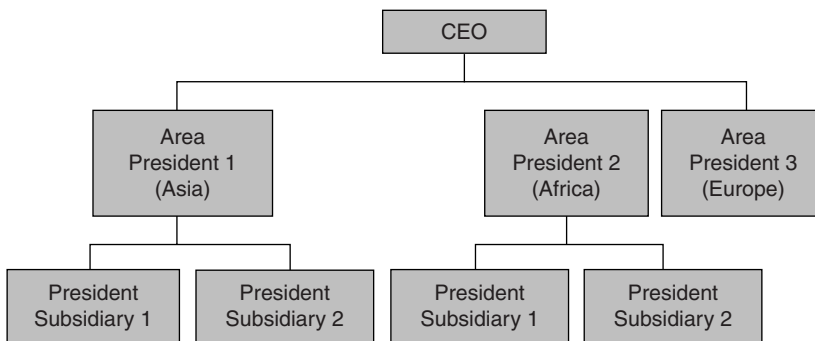 CEO
Area
President 1
(Asia)
Area
President 2
(Africa)
Area
President 3
(Europe)
President
Subsidiary 1
President
Subsidiary 2
President
Subsidiary 1
President
Subsidiary 2